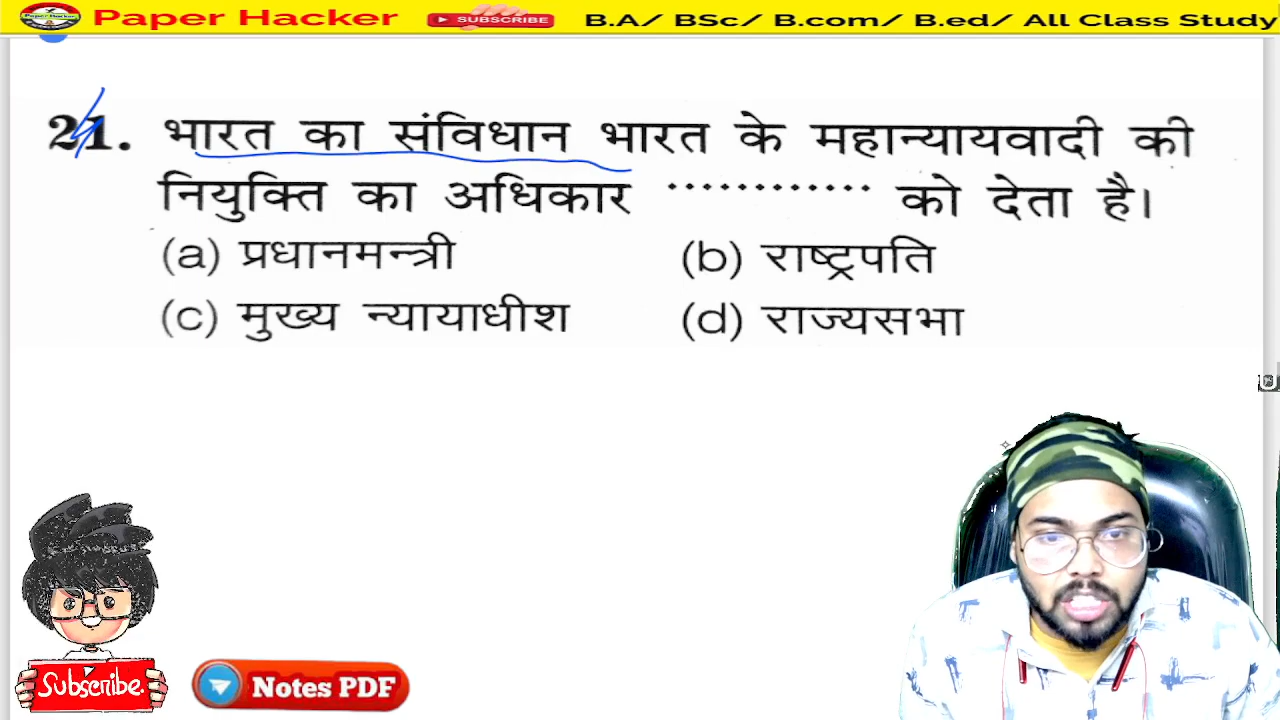 Paper Hacker
SUBSCRIBE
B.A/ BSc/ B.com/ B.ed/ All Class Study
21. भारत का संविधान भारत के महान्यायवादी की
नियुक्ति का अधिकार ............. को देता है।
(a) प्रधानमन्त्री (b) राष्ट्रपति
(c) मुख्य न्यायाधीश (d) राज्यसभा
Subscribe.
Notes PDF